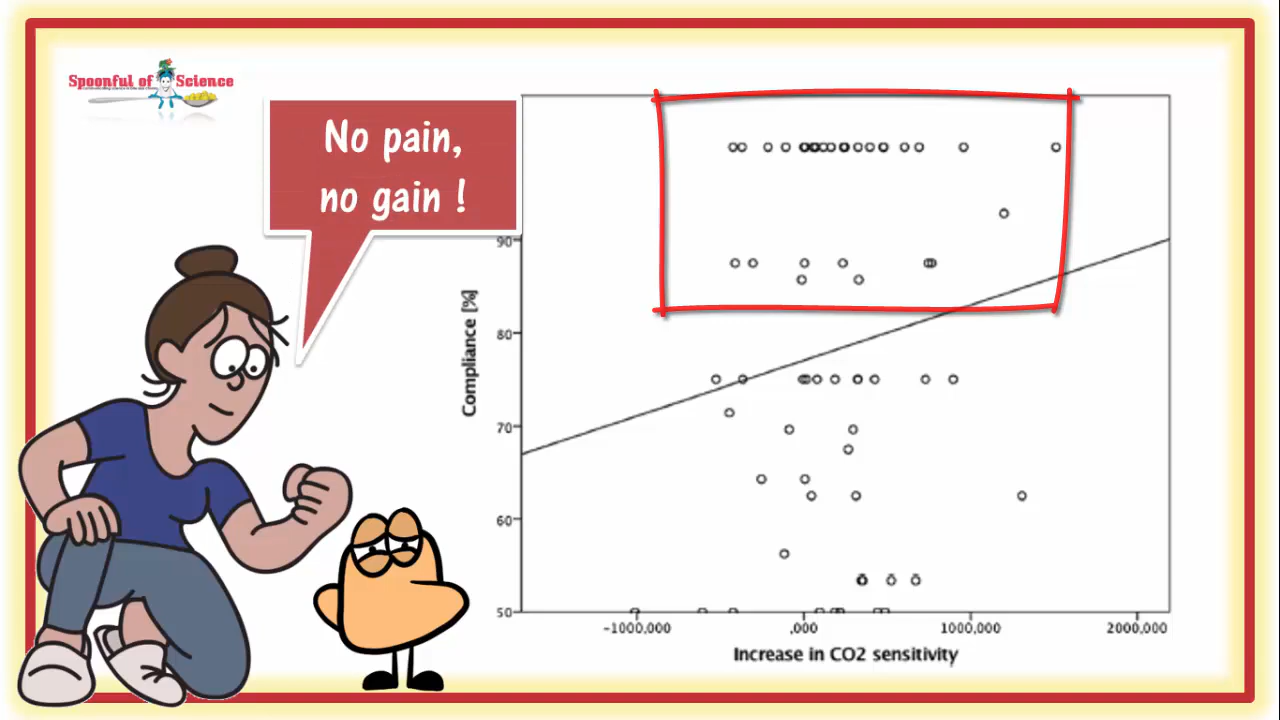 Spoonful of Science
No pain,
no gain !
90
80
70
60
50
Compliance [%]
-1000,000
,000
1000,000
2000,000
Increase in CO2 sensitivity